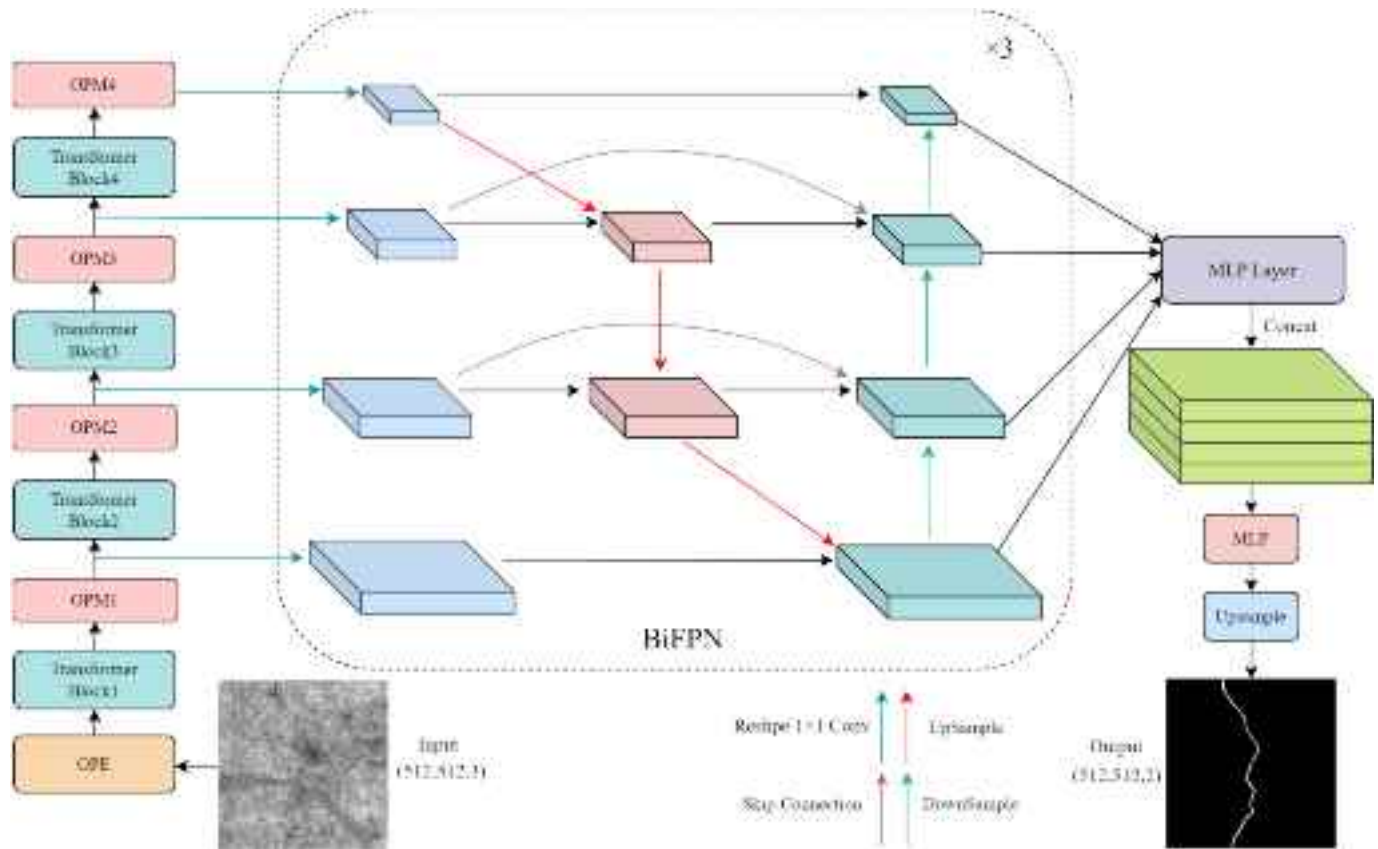 OPM4
Transformer
Block4
OPM3
Transformer
Block3
OPM2
Transformer
Block2
OPM1
Transformer
Block1
OPE
Input
(512,512,3)
×3
BiFPN
Reshpe 1×1 Conv
UpSample
Skip Connection
DownSample
MLP Layer
Concat
MLP
Upsample
Output
(512,512,2)